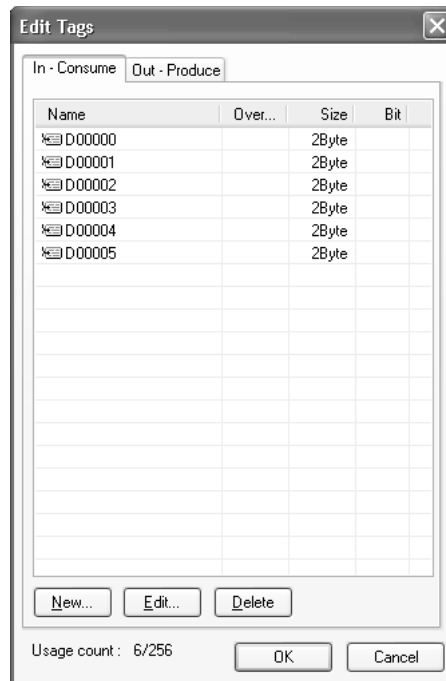 Edit Tags
In - Consume Out - Produce
Name Over... Size Bit
D00000 2Byte
D00001 2Byte
D00002 2Byte
D00003 2Byte
D00004 2Byte
D00005 2Byte
New... Edit... Delete
Usage count : 6/256 OK Cancel